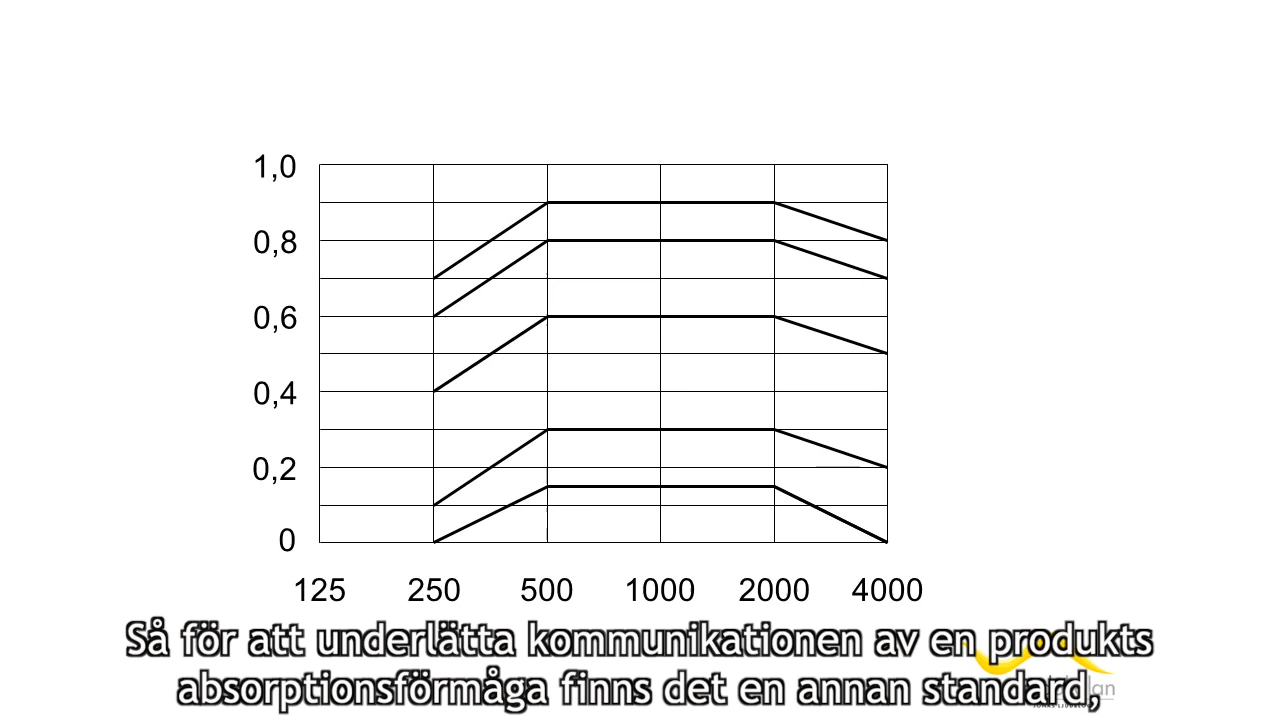 1,0
0,8
0,6
0,4
0,2
0
125 250 500 1000 2000 4000
Så för att underlätta kommunikationen av en produkts
absorptionsförmåga finns det en annan standard,